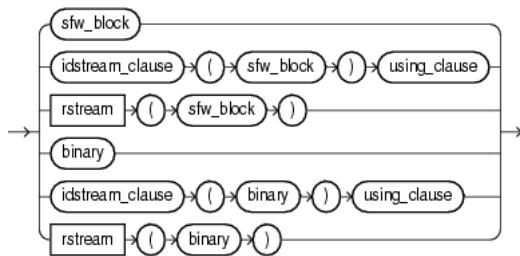 sfw_block
idstream_clause ( sfw_block ) using_clause
rstream ( sfw_block )
binary
idstream_clause ( binary ) using_clause
rstream ( binary )